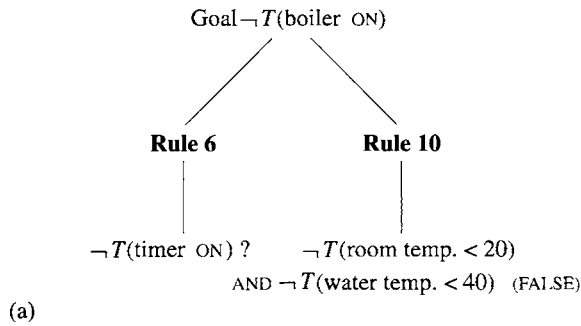 Goal ¬T(boiler ON)
Rule 6 Rule 10
¬T(timer ON) ? ¬T(room temp. < 20)
AND ¬T(water temp. < 40) (FALSE)
(a)